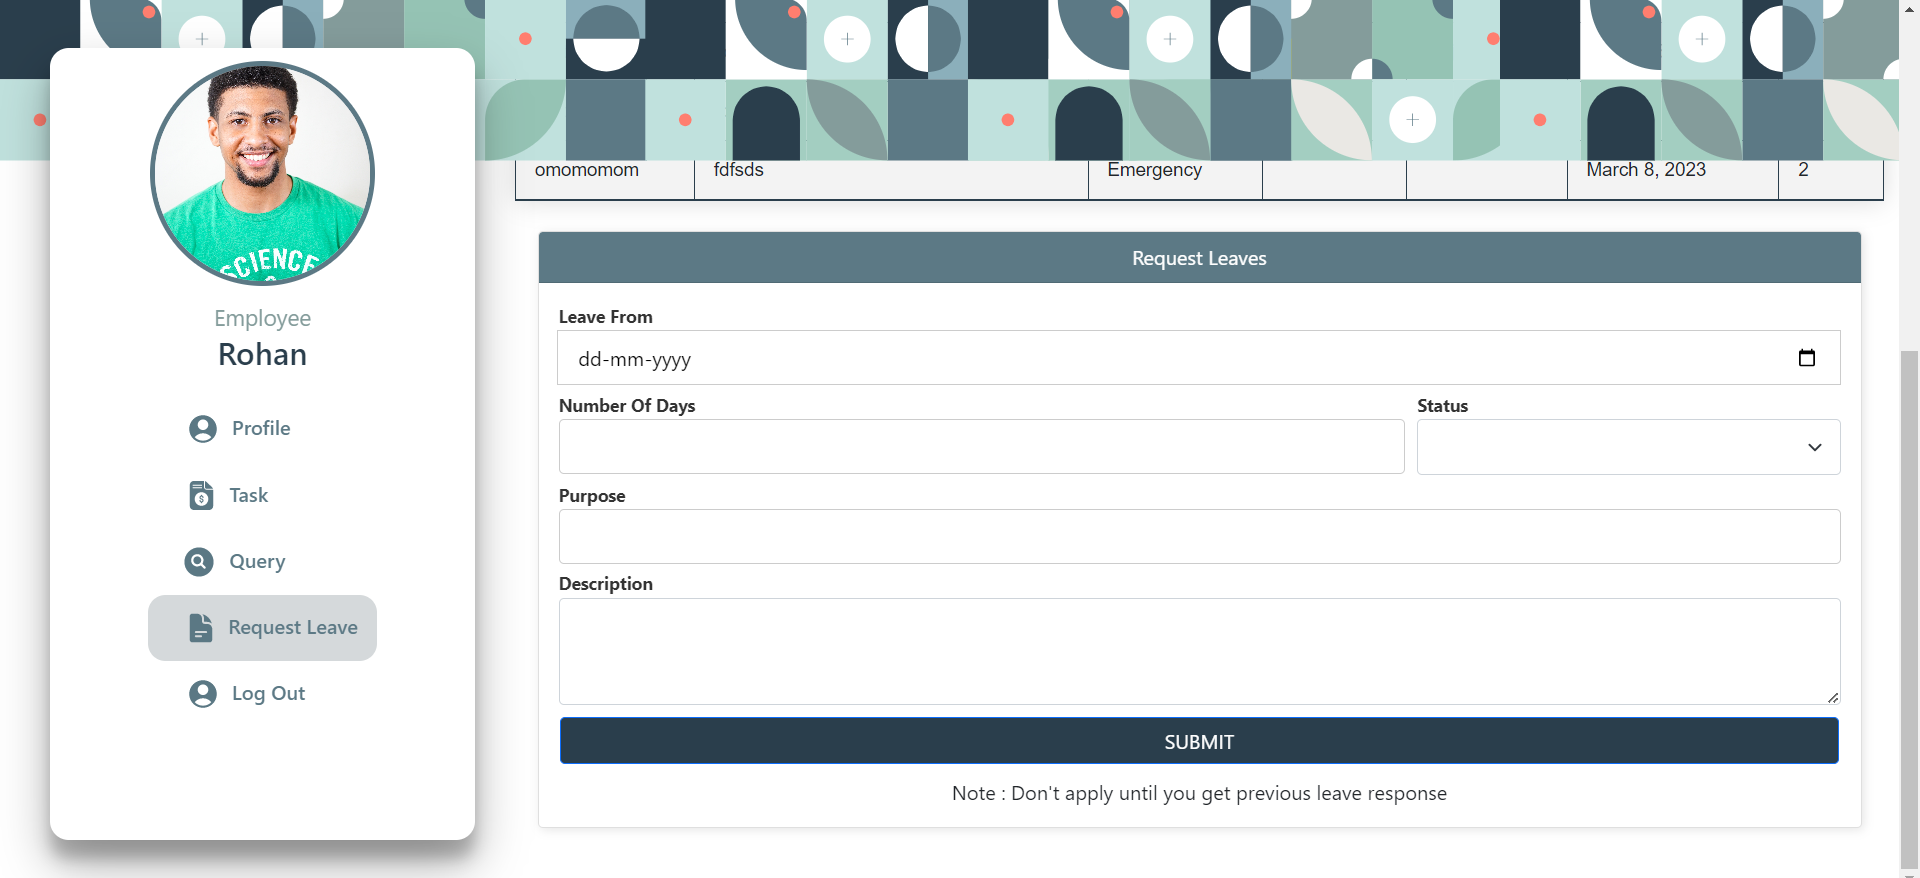 SCIENCE
Employee
Rohan
Profile
Task
Query
Request Leave
Log Out
omomomom fdfsds Emergency March 8, 2023 2
Request Leaves
Leave From
dd-mm-yyyy
Number Of Days Status
Purpose
Description
SUBMIT
Note : Don't apply until you get previous leave response